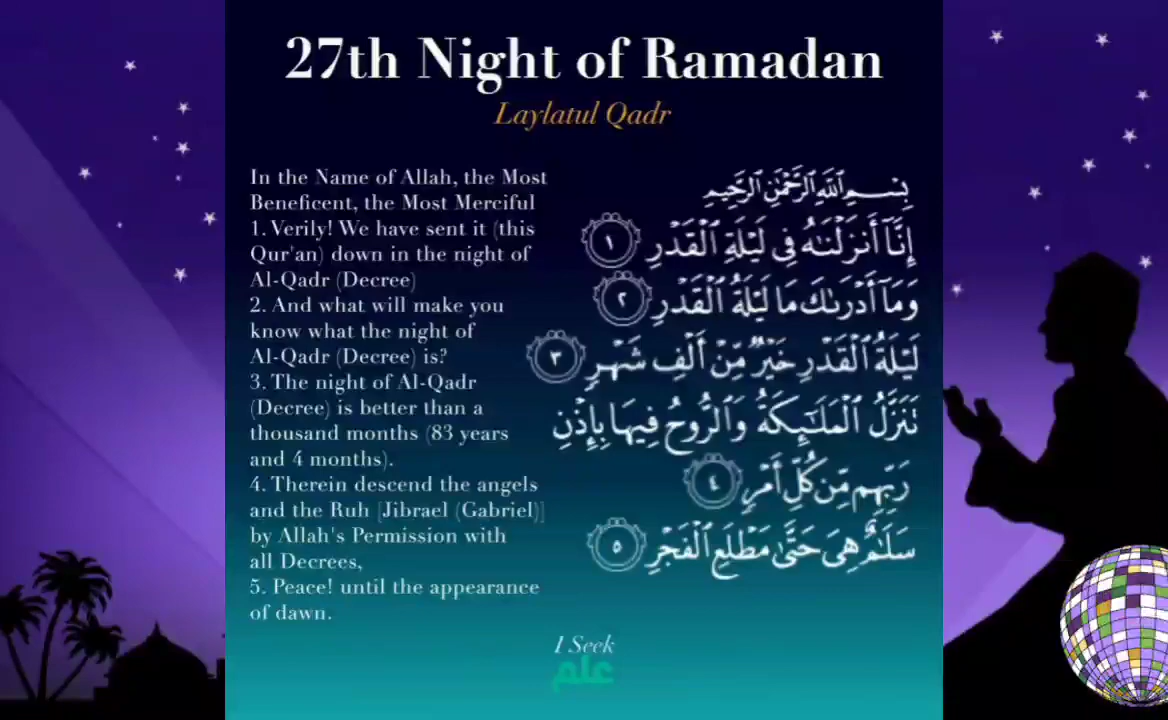 27th Night of Ramadan
Laylatul Qadr
In the Name of Allah, the Most
Beneficent, the Most Merciful
1. Verily! We have sent it (this
Qur'an) down in the night of
Al-Qadr (Decree)
2. And what will make you
know what the night of
Al-Qadr (Decree) is?
3. The night of Al-Qadr
(Decree) is better than a
thousand months (83 years
and 4 months).
4. Therein descend the angels
and the Ruh [Jibrael (Gabriel)]
by Allah's Permission with
all Decrees,
5. Peace! until the appearance
of dawn.
بِسْمِ ٱللَّهِ ٱلرَّحْمَٰنِ ٱلرَّحِيمِ
إِنَّآ أَنزَلْنَٰهُ فِى لَيْلَةِ ٱلْقَدْرِ ١
وَمَآ أَدْرَىٰكَ مَا لَيْلَةُ ٱلْقَدْرِ ٢
لَيْلَةُ ٱلْقَدْرِ خَيْرٌ مِّنْ أَلْفِ شَهْرٍ ٣
تَنَزَّلُ ٱلْمَلَٰٓئِكَةُ وَٱلرُّوحُ فِيهَا بِإِذْنِ
رَبِّهِم مِّن كُلِّ أَمْرٍ ٤
سَلَٰمٌ هِىَ حَتَّىٰ مَطْلَعِ ٱلْفَجْرِ ٥
I Seek
علم